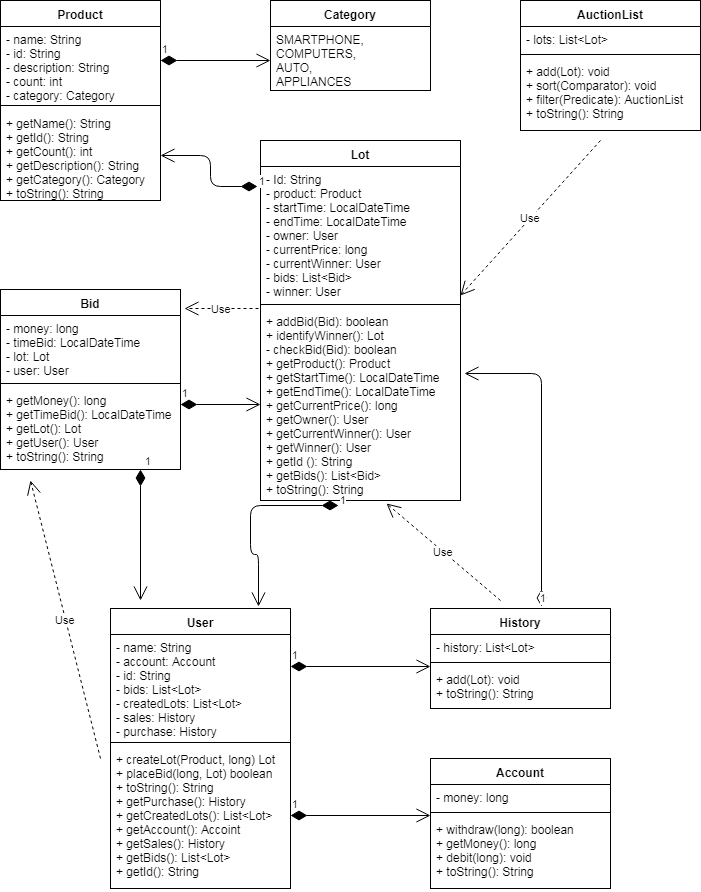 Product
- name: String
- id: String
- description: String
- count: int
- category: Category
+ getName(): String
+ getId(): String
+ getCount(): int
+ getDescription(): String
+ getCategory(): Category
+ toString(): String
1
Category
SMARTPHONE,
COMPUTERS,
AUTO,
APPLIANCES
AuctionList
- lots: List<Lot>
+ add(Lot): void
+ sort(Comparator): void
+ filter(Predicate): AuctionList
+ toString(): String
Use
1
Lot
- Id: String
- product: Product
- startTime: LocalDateTime
- endTime: LocalDateTime
- owner: User
- currentPrice: long
- currentWinner: User
- bids: List<Bid>
- winner: User
+ addBid(Bid): boolean
+ identifyWinner(): Lot
- checkBid(Bid): boolean
+ getProduct(): Product
+ getStartTime(): LocalDateTime
+ getEndTime(): LocalDateTime
+ getCurrentPrice(): long
+ getOwner(): User
+ getCurrentWinner(): User
+ getWinner(): User
+ getId (): String
+ getBids(): List<Bid>
+ toString(): String
1
Use
Bid
- money: long
- timeBid: LocalDateTime
- lot: Lot
- user: User
+ getMoney(): long
+ getTimeBid(): LocalDateTime
+ getLot(): Lot
+ getUser(): User
+ toString(): String
1
1
Use
Use
User
- name: String
- account: Account
- id: String
- bids: List<Lot>
- createdLots: List<Lot>
- sales: History
- purchase: History
+ createLot(Product, long) Lot
+ placeBid(long, Lot) boolean
+ toString(): String
+ getPurchase(): History
+ getCreatedLots(): List<Lot>
+ getAccount(): Accoint
+ getSales(): History
+ getBids(): List<Lot>
+ getId(): String
1
1
1
History
- history: List<Lot>
+ add(Lot): void
+ toString(): String
Account
- money: long
+ withdraw(long): boolean
+ getMoney(): long
+ debit(long): void
+ toString(): String